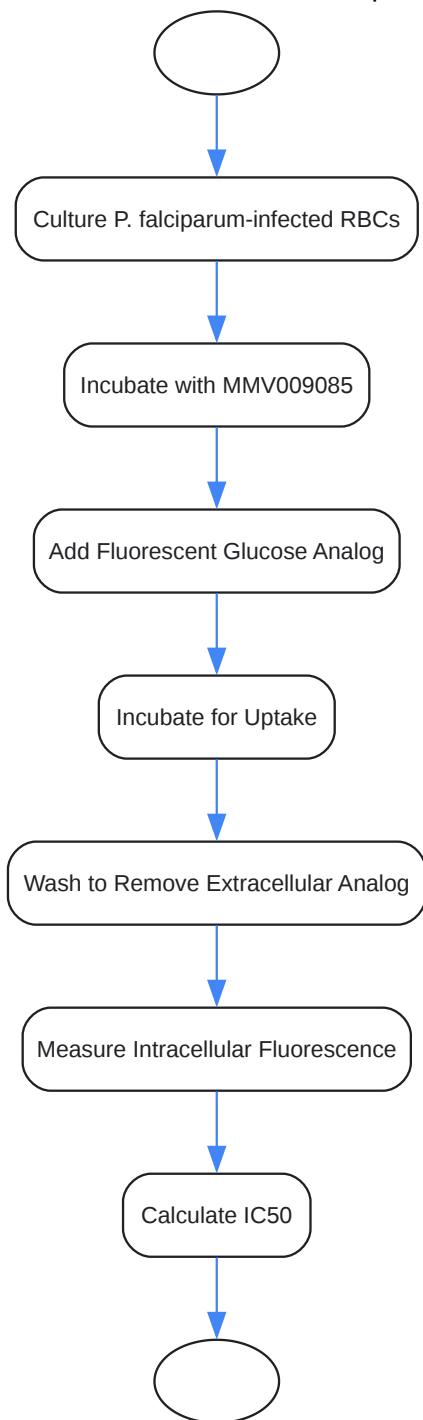 Culture P. falciparum-infected RBCs
Incubate with MMV009085
Add Fluorescent Glucose Analog
Incubate for Uptake
Wash to Remove Extracellular Analog
Measure Intracellular Fluorescence
Calculate IC50